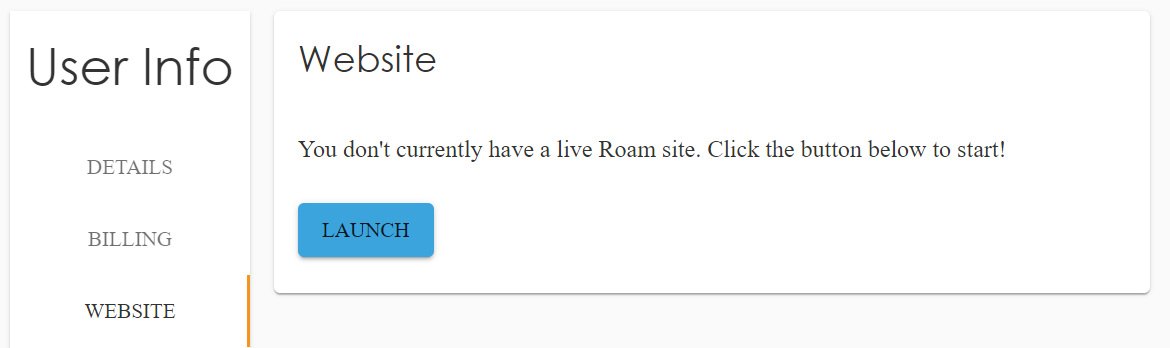 User Info
DETAILS
BILLING
WEBSITE
Website
You don't currently have a live Roam site. Click the button below to start!
LAUNCH